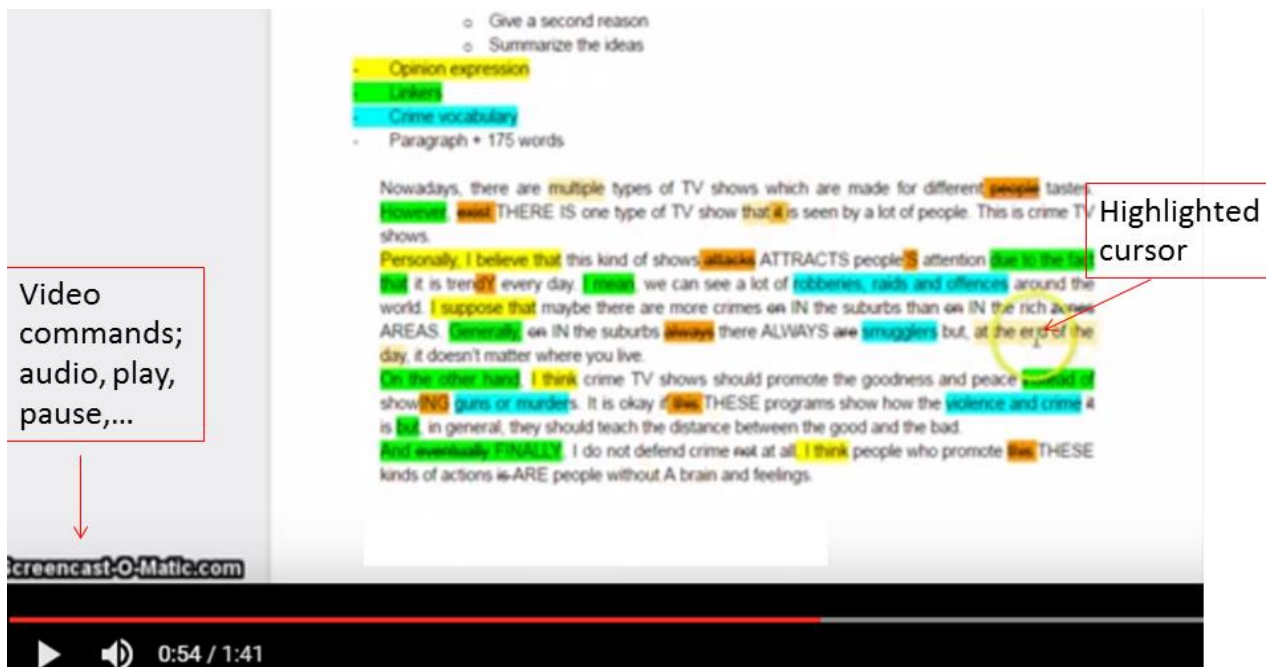 o Give a second reason
o Summarize the ideas
- Opinion expression
- Linkers
- Crime vocabulary
- Paragraph + 175 words
Nowadays, there are multiple types of TV shows which are made for different people tastes.
However, exist THERE IS one type of TV show that it is seen by a lot of people. This is crime TV
shows.
Personally, I believe that this kind of shows attacks ATTRACTS people'S attention due to the fact
that it is trendY every day. I mean, we can see a lot of robberies, raids and offences around the
world. I suppose that maybe there are more crimes on IN the suburbs than on IN the rich zones
AREAS. Generally, on IN the suburbs always there ALWAYS are smugglers but, at the end of the
day, it doesn't matter where you live.
On the other hand, I think crime TV shows should promote the goodness and peace instead of
showING guns or murders. It is okay if this THESE programs show how the violence and crime it
is but, in general, they should teach the distance between the good and the bad.
And eventually FINALLY, I do not defend crime not at all, I think people who promote this THESE
kinds of actions is ARE people without A brain and feelings.
Highlighted
cursor
Video
commands;
audio, play,
pause,...
Screencast-O-Matic.com
0:54 / 1:41